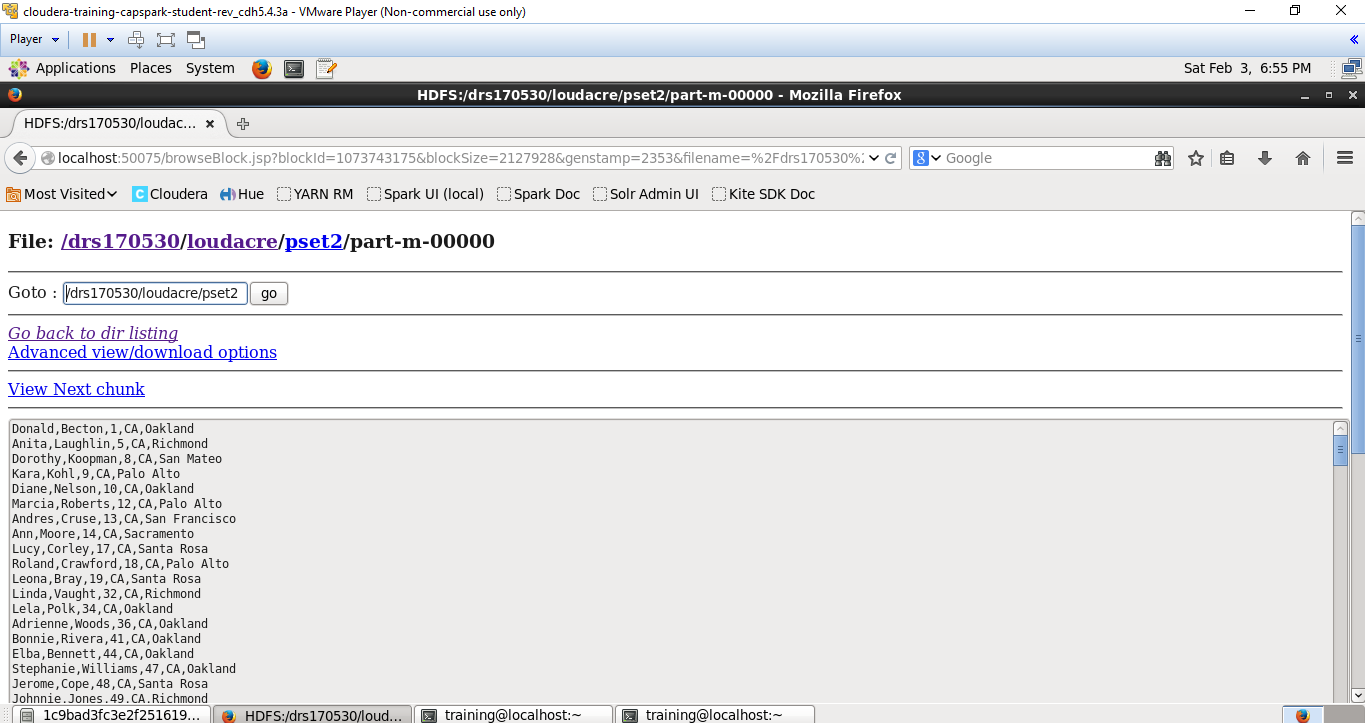 cloudera-training-capspark-student-rev_cdh5.4.3a - VMware Player (Non-commercial use only)
Player
Applications Places System Sat Feb 3, 6:55 PM
HDFS:/drs170530/loudacre/pset2/part-m-00000 - Mozilla Firefox
HDFS:/drs170530/loudac...
localhost:50075/browseBlock.jsp?blockId=1073743175&blockSize=2127928&genstamp=2353&filename=%2Fdrs170530%2 Google
Most Visited Cloudera Hue YARN RM Spark UI (local) Spark Doc Solr Admin UI Kite SDK Doc
File: /drs170530/loudacre/pset2/part-m-00000
Goto : /drs170530/loudacre/pset2 go
Go back to dir listing
Advanced view/download options
View Next chunk
Donald,Becton,1,CA,Oakland
Anita,Laughlin,5,CA,Richmond
Dorothy,Koopman,8,CA,San Mateo
Kara,Kohl,9,CA,Palo Alto
Diane,Nelson,10,CA,Oakland
Marcia,Roberts,12,CA,Palo Alto
Andres,Cruse,13,CA,San Francisco
Ann,Moore,14,CA,Sacramento
Lucy,Corley,17,CA,Santa Rosa
Roland,Crawford,18,CA,Palo Alto
Leona,Bray,19,CA,Santa Rosa
Linda,Vaught,32,CA,Richmond
Lela,Polk,34,CA,Oakland
Adrienne,Woods,36,CA,Oakland
Bonnie,Rivera,41,CA,Oakland
Elba,Bennett,44,CA,Oakland
Stephanie,Williams,47,CA,Oakland
Jerome,Cope,48,CA,Santa Rosa
Johnnie,Jones,49,CA,Richmond
1c9bad3fc3e2f251619... HDFS:/drs170530/loud... training@localhost:~ training@localhost:~